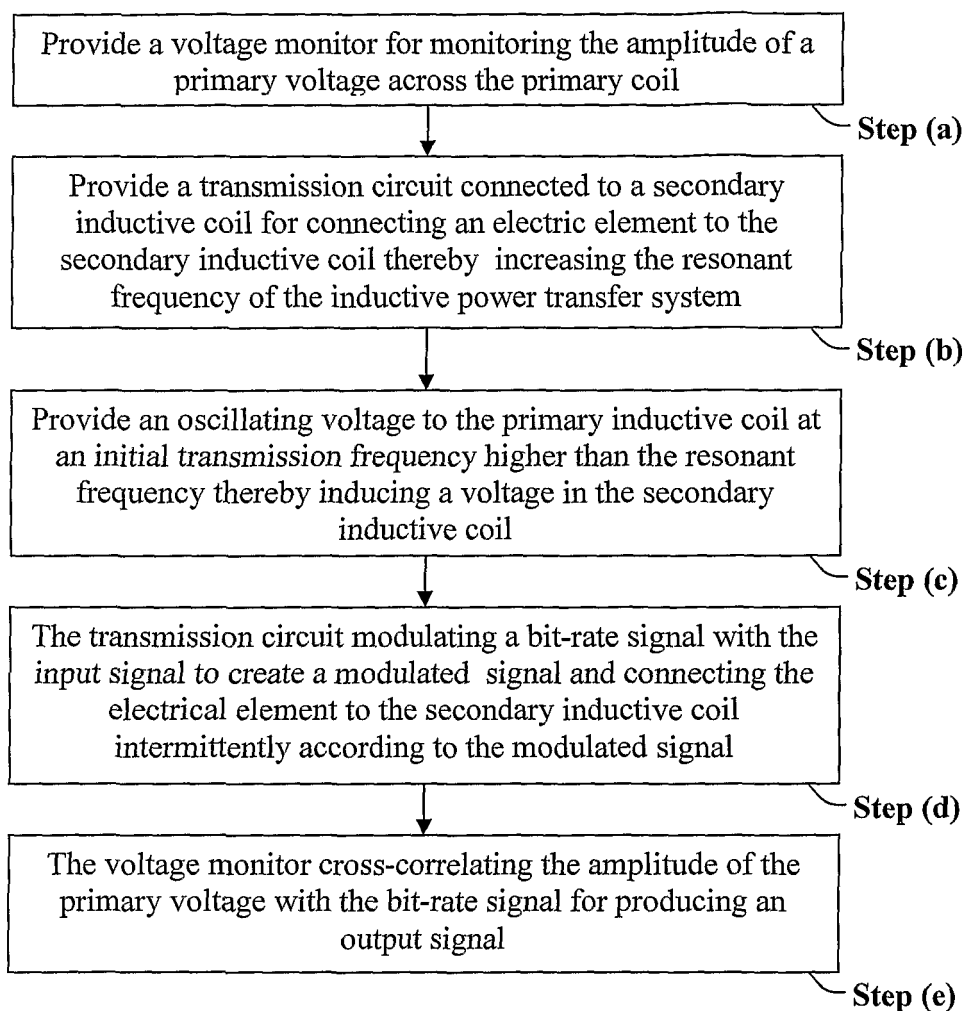 Provide a voltage monitor for monitoring the amplitude of a
primary voltage across the primary coil
Step (a)
Provide a transmission circuit connected to a secondary
inductive coil for connecting an electric element to the
secondary inductive coil thereby increasing the resonant
frequency of the inductive power transfer system
Step (b)
Provide an oscillating voltage to the primary inductive coil at
an initial transmission frequency higher than the resonant
frequency thereby inducing a voltage in the secondary
inductive coil
Step (c)
The transmission circuit modulating a bit-rate signal with the
input signal to create a modulated signal and connecting the
electrical element to the secondary inductive coil
intermittently according to the modulated signal
Step (d)
The voltage monitor cross-correlating the amplitude of the
primary voltage with the bit-rate signal for producing an
output signal
Step (e)